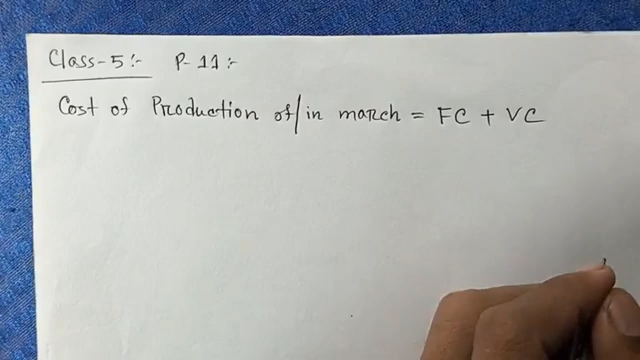 Class-5:- P-11:-
Cost of Production of/in march = FC + VC